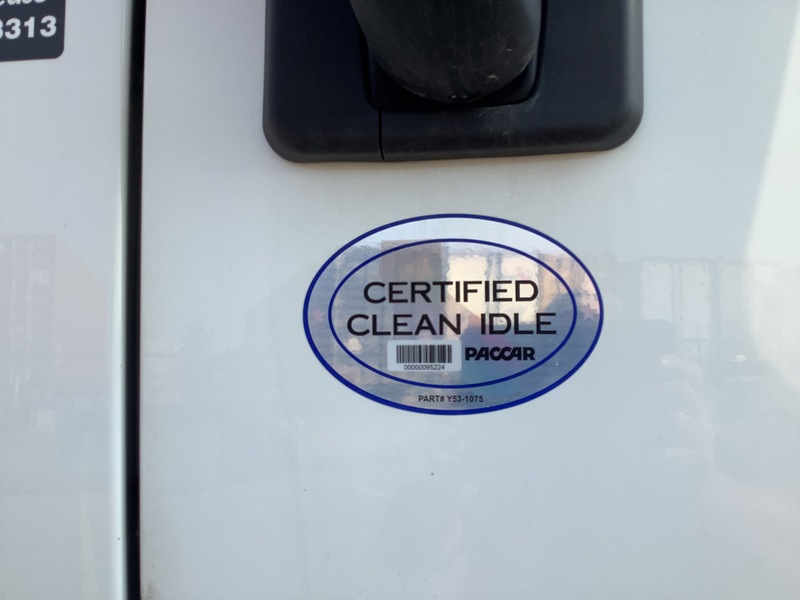 3313
CERTIFIED
CLEAN IDLE
00000095224
PACCAR
PART# Y53-1075